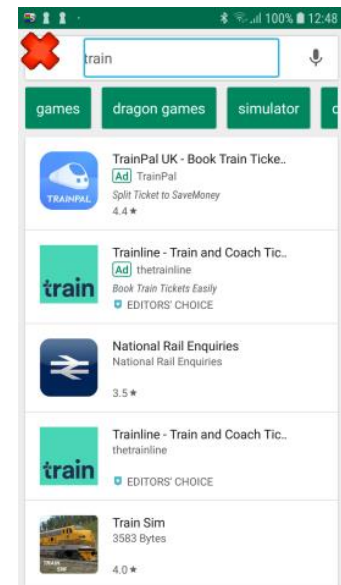 100% 12:48
train
games dragon games simulator
TrainPal UK - Book Train Ticke..
Ad TrainPal
Split Ticket to SaveMoney
4.4 ★
TRAINPAL
Trainline - Train and Coach Tic..
Ad thetrainline
Book Train Tickets Easily
EDITORS' CHOICE
train
National Rail Enquiries
National Rail Enquiries
3.5 ★
Trainline - Train and Coach Tic..
thetrainline
EDITORS' CHOICE
train
Train Sim
3583 Bytes
4.0 ★
TRAIN
SIM